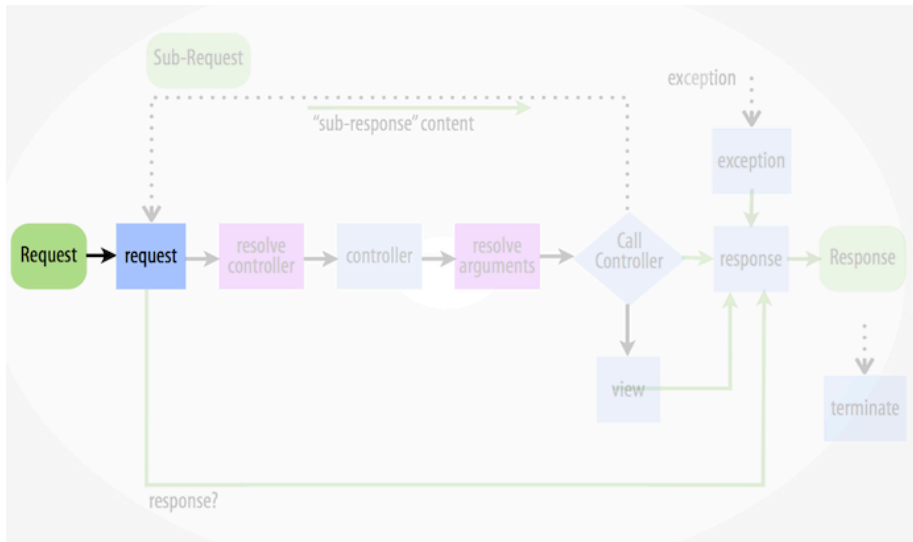 Sub-Request
exception
“sub-response” content
exception
Request
request
resolve
controller
controller
resolve
arguments
Call
Controller
response
Response
view
terminate
response?